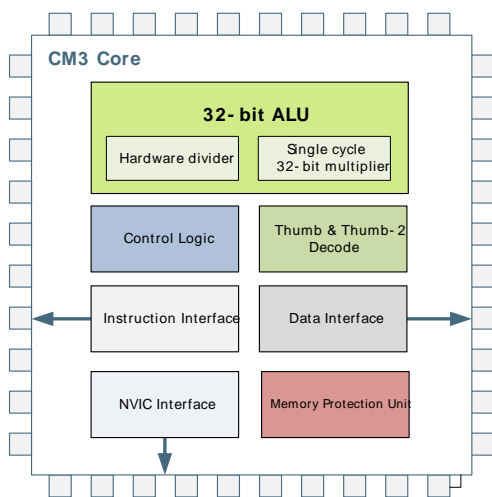 CM3 Core
32- bit ALU
Hardware divider
Single cycle
32- bit multiplier
Control Logic
Thumb & Thumb- 2
Decode
Instruction Interface
Data Interface
NVIC Interface
Memory Protection Unit